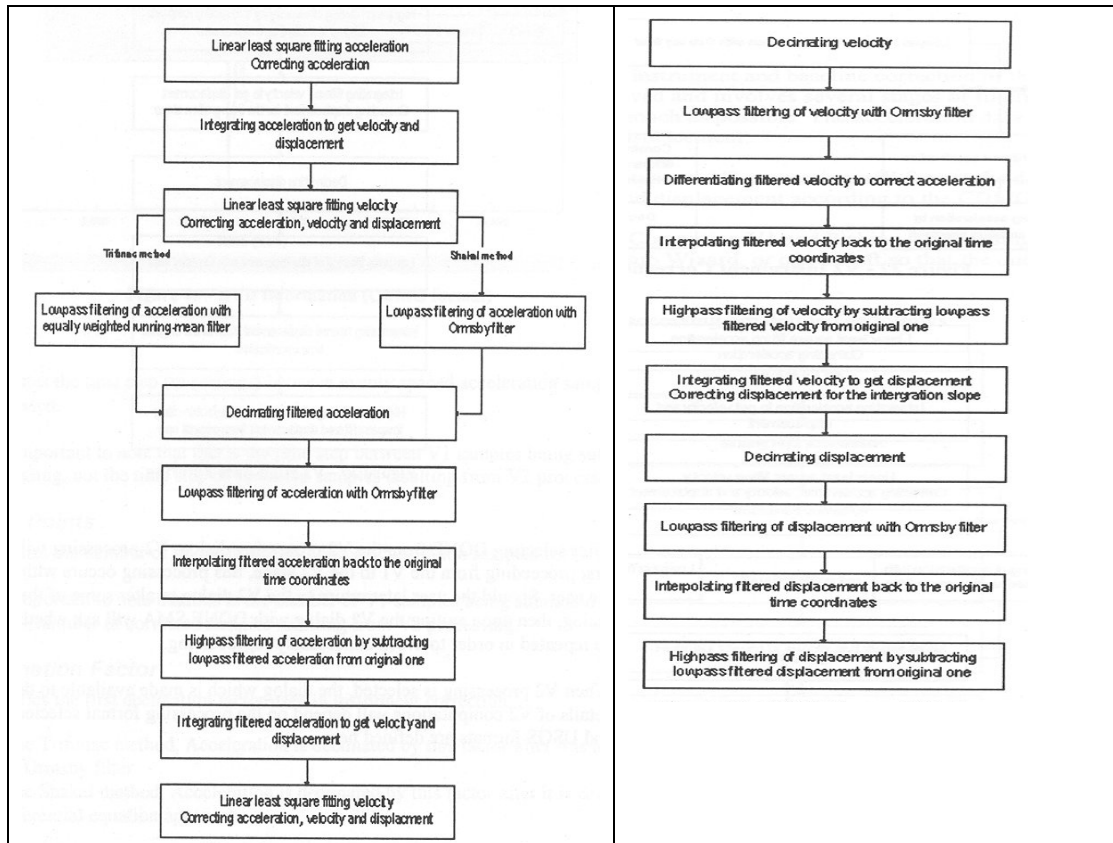 Linear least square fitting acceleration
Correcting acceleration
Integrating acceleration to get velocity and
displacement
Linear least square fitting velocity
Correcting acceleration, velocity and displacement
Trifunac method
Shakal method
Lowpass filtering of acceleration with
equally weighted running-mean filter
Lowpass filtering of acceleration with
Ormsbyfilter
Decimating filtered acceleration
Lowpass filtering of acceleration with Ormsbyfilter
Interpolating filtered acceleration back to the original
time coordinates
Highpass filtering of acceleration by subtracting
lowpass filtered acceleration from original one
Integrating filtered acceleration to get velocity and
displacement
Linear least square fitting velocity
Correcting acceleration, velocity and displacment
Decimating velocity
Lowpass filtering of velocity with Ormsby filter
Differentiating filtered velocity to correct acceleration
Interpolating filtered velocity back to the original time
coordinates
Highpass filtering of velocity by subtracting lowpass
filtered velocity from original one
Integrating filtered velocity to get displacement
Correcting displacement for the intergration slope
Decimating displacement
Lowpass filtering of displacement with Ormsby filter
Interpolating filtered displacement back to the original
time coordinates
Highpass filtering of displacement by subtracting
lowpass filtered displacement from original one